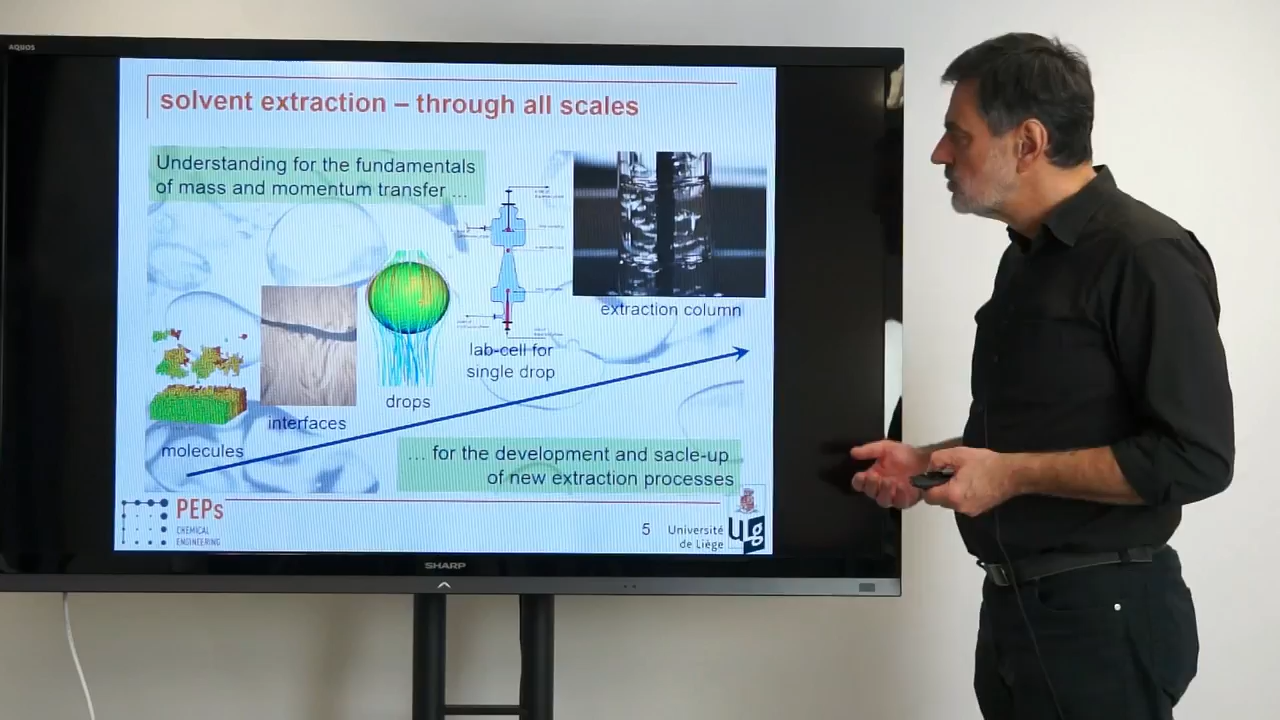 AQUOS
solvent extraction – through all scales
Understanding for the fundamentals
of mass and momentum transfer ...
extraction column
lab-cell for
single drop
drops
interfaces
molecules
... for the development and sacle-up
of new extraction processes
PEPs
CHEMICAL
ENGINEERING
5
Université
de Liège
ULg
SHARP